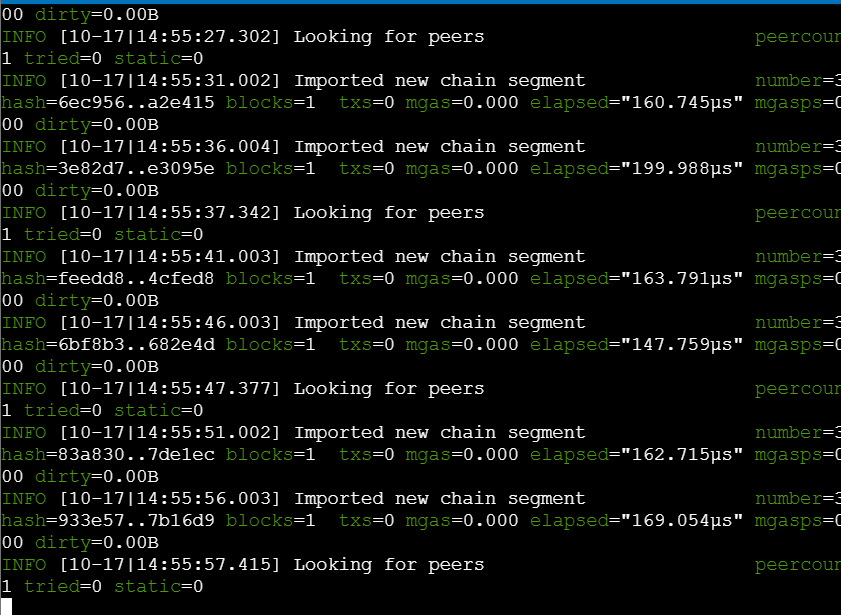 00 dirty=0.00B
INFO [10-17|14:55:27.302] Looking for peers peercoun
1 tried=0 static=0
INFO [10-17|14:55:31.002] Imported new chain segment number=3
hash=6ec956..a2e415 blocks=1 txs=0 mgas=0.000 elapsed="160.745µs" mgasps=0
00 dirty=0.00B
INFO [10-17|14:55:36.004] Imported new chain segment number=3
hash=3e82d7..e3095e blocks=1 txs=0 mgas=0.000 elapsed="199.988µs" mgasps=0
00 dirty=0.00B
INFO [10-17|14:55:37.342] Looking for peers peercoun
1 tried=0 static=0
INFO [10-17|14:55:41.003] Imported new chain segment number=3
hash=feedd8..4cfed8 blocks=1 txs=0 mgas=0.000 elapsed="163.791µs" mgasps=0
00 dirty=0.00B
INFO [10-17|14:55:46.003] Imported new chain segment number=3
hash=6bf8b3..682e4d blocks=1 txs=0 mgas=0.000 elapsed="147.759µs" mgasps=0
00 dirty=0.00B
INFO [10-17|14:55:47.377] Looking for peers peercoun
1 tried=0 static=0
INFO [10-17|14:55:51.002] Imported new chain segment number=3
hash=83a830..7de1ec blocks=1 txs=0 mgas=0.000 elapsed="162.715µs" mgasps=0
00 dirty=0.00B
INFO [10-17|14:55:56.003] Imported new chain segment number=3
hash=933e57..7b16d9 blocks=1 txs=0 mgas=0.000 elapsed="169.054µs" mgasps=0
00 dirty=0.00B
INFO [10-17|14:55:57.415] Looking for peers peercoun
1 tried=0 static=0